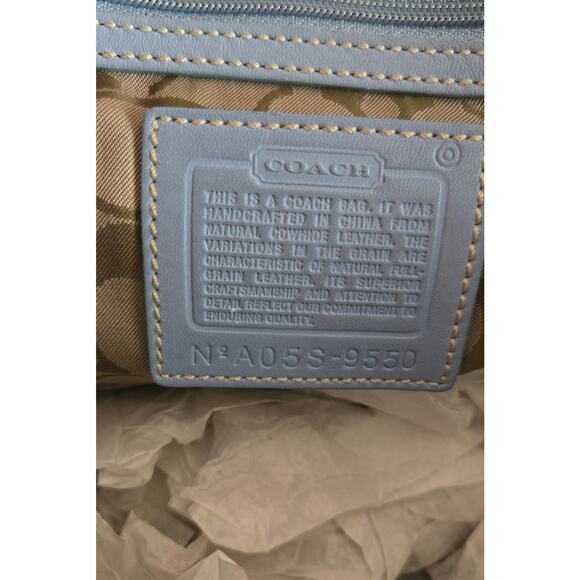 COACH
THIS IS A COACH BAG. IT WAS
HANDCRAFTED IN CHINA FROM
NATURAL COWHIDE LEATHER. THE
VARIATIONS IN THE GRAIN ARE
CHARACTERISTIC OF NATURAL FULL-
GRAIN LEATHER. ITS SUPERIOR
CRAFTSMANSHIP AND ATTENTION TO
DETAIL REFLECT OUR COMMITMENT TO
ENDURING QUALITY.
Nº A05S-9550